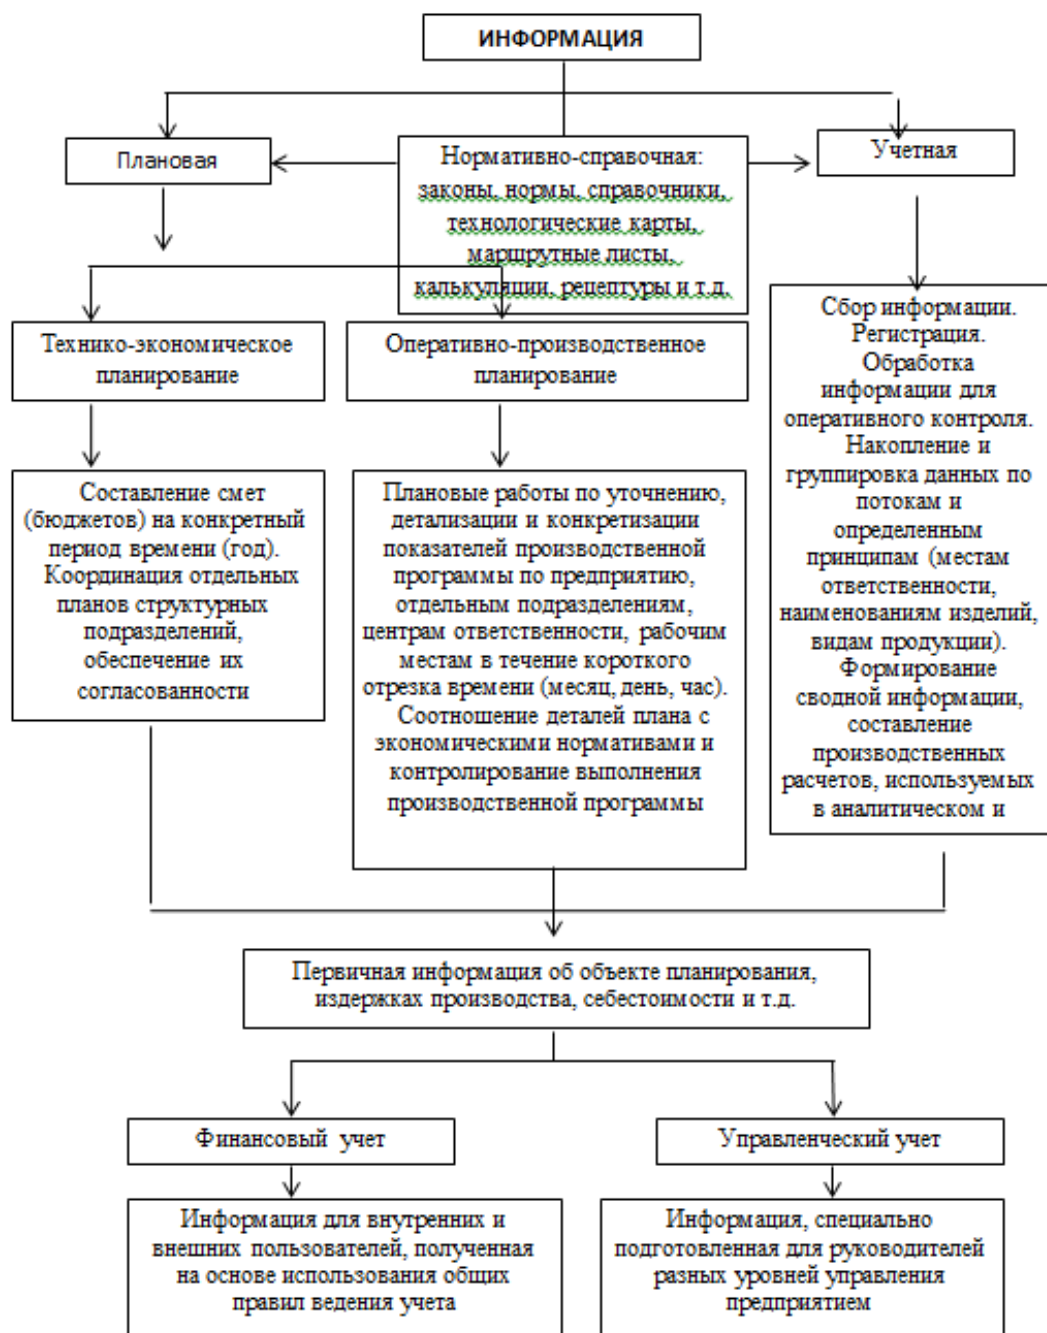 ИНФОРМАЦИЯ
Плановая
Нормативно-справочная:
законы, нормы, справочники,
технологические карты,
маршрутные листы,
калькуляции, рецептуры и т.д.
Учетная
Технико-экономическое
планирование
Оперативно-производственное
планирование
Сбор информации.
Регистрация.
Обработка
информации для
оперативного контроля.
Накопление и
группировка данных по
потокам и
определенным
принципам (местам
ответственности,
наименованиям изделий,
видам продукции).
Формирование
сводной информации,
составление
производственных
расчетов, используемых
в аналитическом и
Составление смет
(бюджетов) на конкретный
период времени (год).
Координация отдельных
планов структурных
подразделений,
обеспечение их
согласованности
Плановые работы по уточнению,
детализации и конкретизации
показателей производственной
программы по предприятию,
отдельным подразделениям,
центрам ответственности, рабочим
местам в течение короткого
отрезка времени (месяц, день, час).
Соотношение деталей плана с
экономическими нормативами и
контролирование выполнения
производственной программы
Первичная информация об объекте планирования,
издержках производства, себестоимости и т.д.
Финансовый учет
Управленческий учет
Информация для внутренних и
внешних пользователей, полученная
на основе использования общих
правил ведения учета
Информация, специально
подготовленная для руководителей
разных уровней управления
предприятием